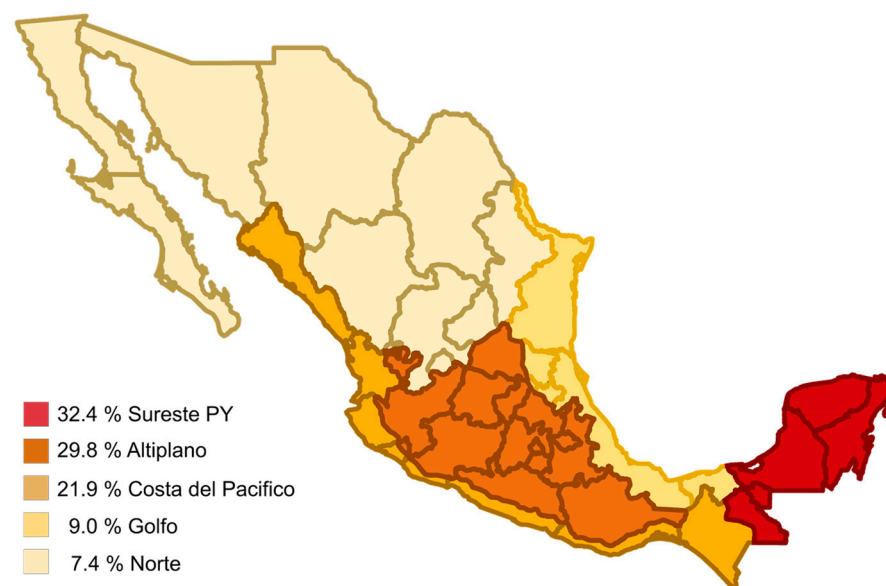 32.4 % Sureste PY
29.8 % Altiplano
21.9 % Costa del Pacifico
9.0 % Golfo
7.4 % Norte